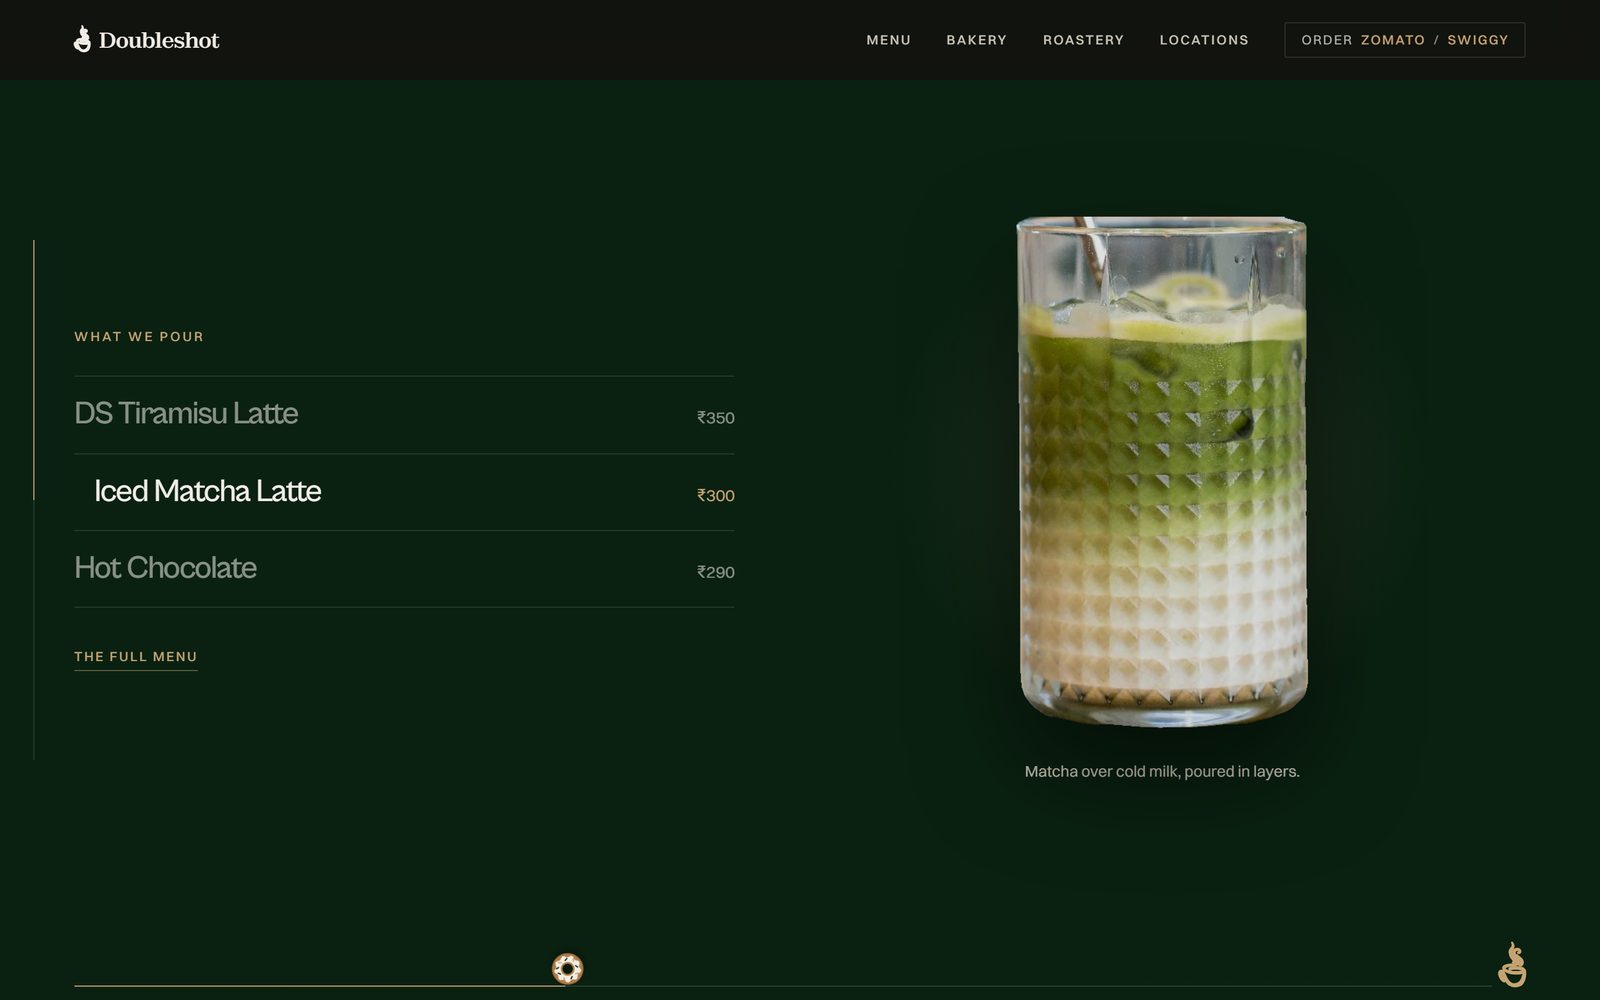 Doubleshot
MENU
BAKERY
ROASTERY
LOCATIONS
ORDER ZOMATO / SWIGGY
WHAT WE POUR
DS Tiramisu Latte ₹350
Iced Matcha Latte ₹300
Hot Chocolate ₹290
THE FULL MENU
Matcha over cold milk, poured in layers.